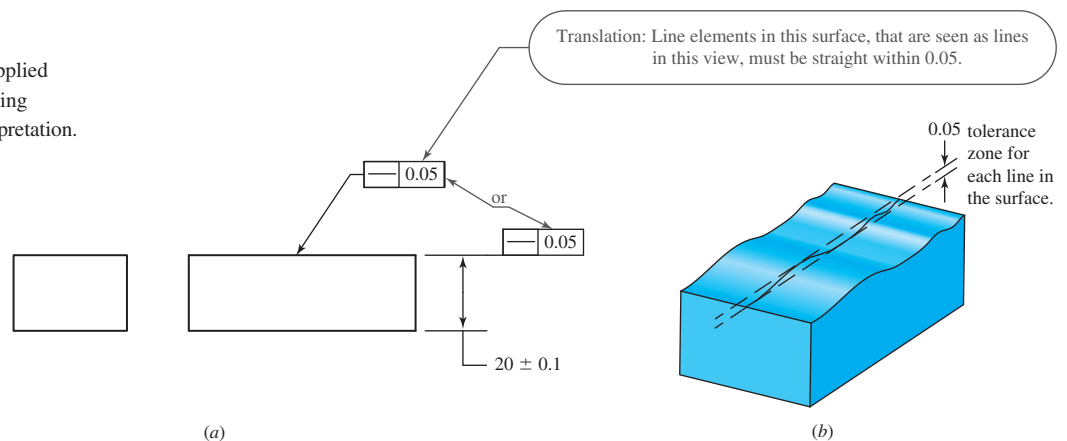 pplied
ing
pretation.
Translation: Line elements in this surface, that are seen as lines
in this view, must be straight within 0.05.
0.05
or
0.05
20 ± 0.1
(a)
0.05 tolerance
zone for
each line in
the surface.
(b)